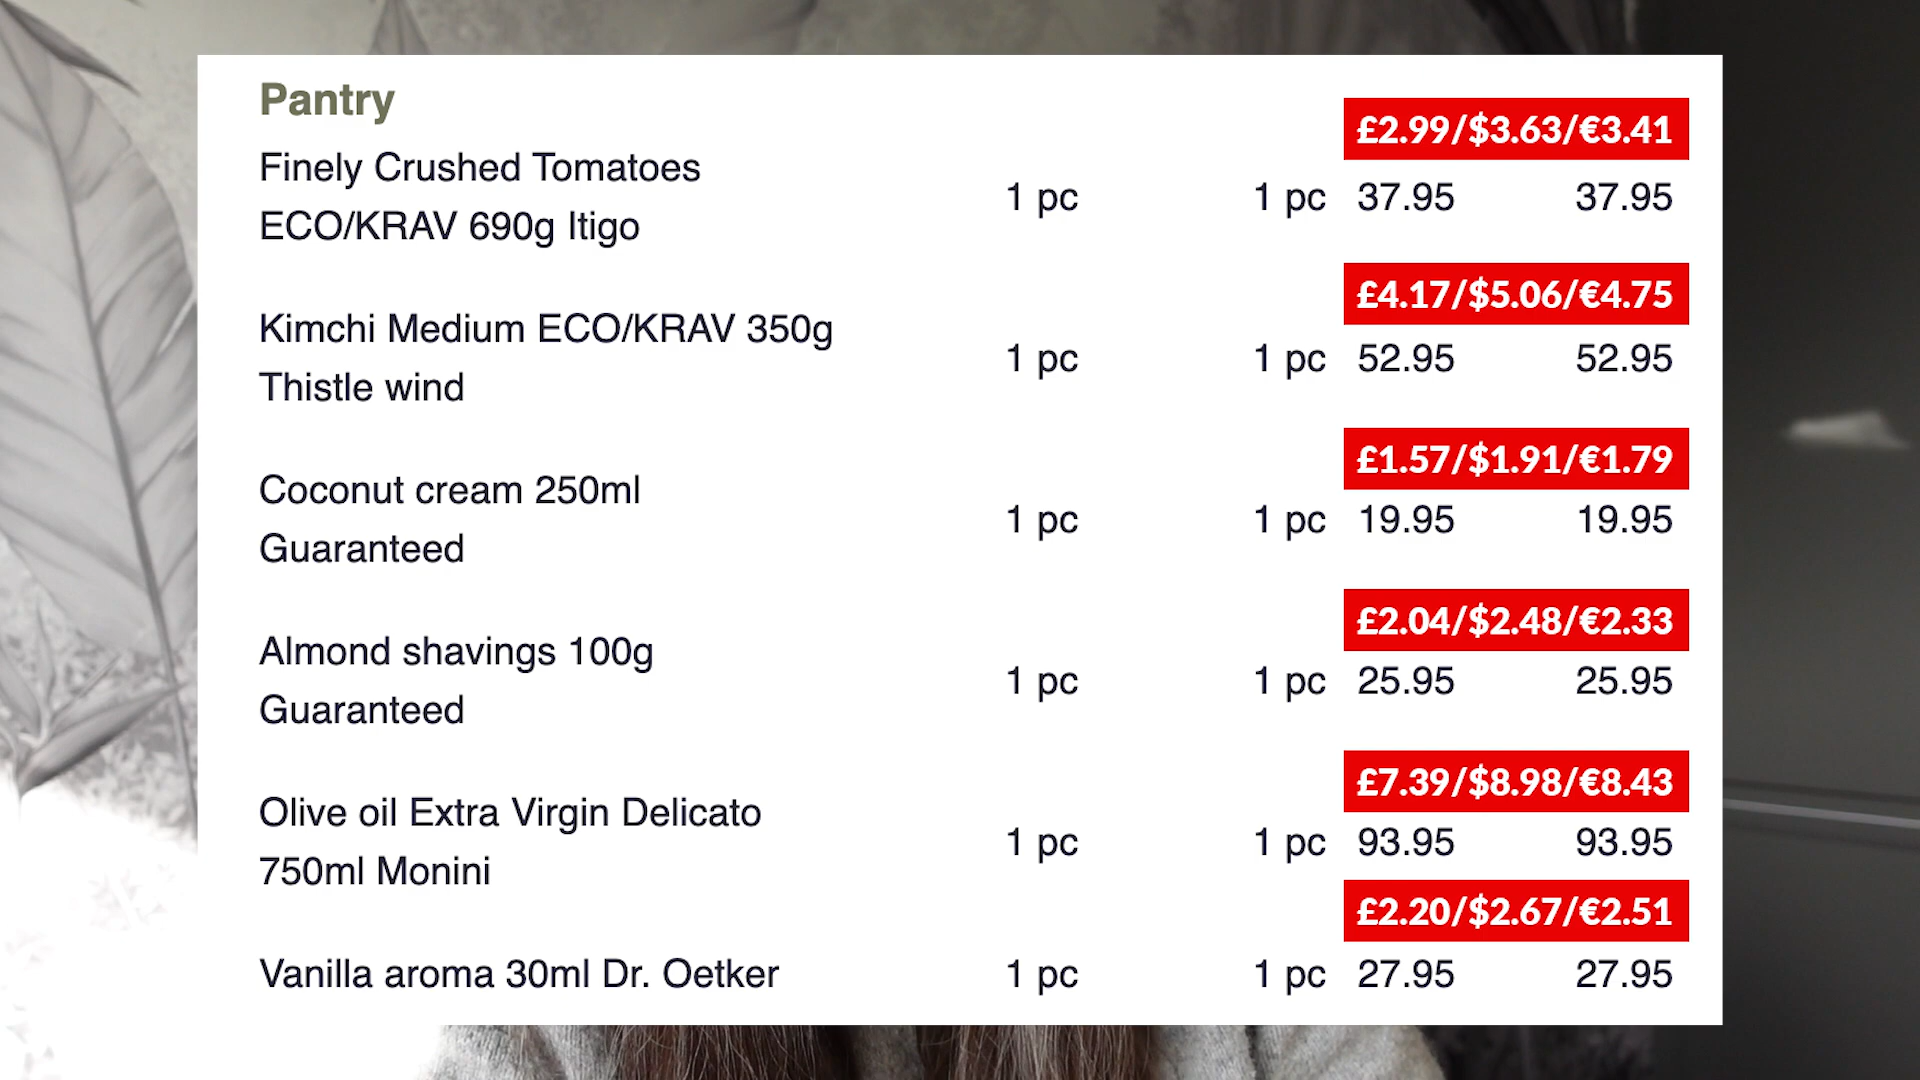 Pantry
£2.99/$3.63/€3.41
Finely Crushed Tomatoes
ECO/KRAV 690g Itigo
1 pc 1 pc 37.95 37.95
£4.17/$5.06/€4.75
Kimchi Medium ECO/KRAV 350g
Thistle wind
1 pc 1 pc 52.95 52.95
£1.57/$1.91/€1.79
Coconut cream 250ml
Guaranteed
1 pc 1 pc 19.95 19.95
£2.04/$2.48/€2.33
Almond shavings 100g
Guaranteed
1 pc 1 pc 25.95 25.95
£7.39/$8.98/€8.43
Olive oil Extra Virgin Delicato
750ml Monini
1 pc 1 pc 93.95 93.95
£2.20/$2.67/€2.51
Vanilla aroma 30ml Dr. Oetker 1 pc 1 pc 27.95 27.95